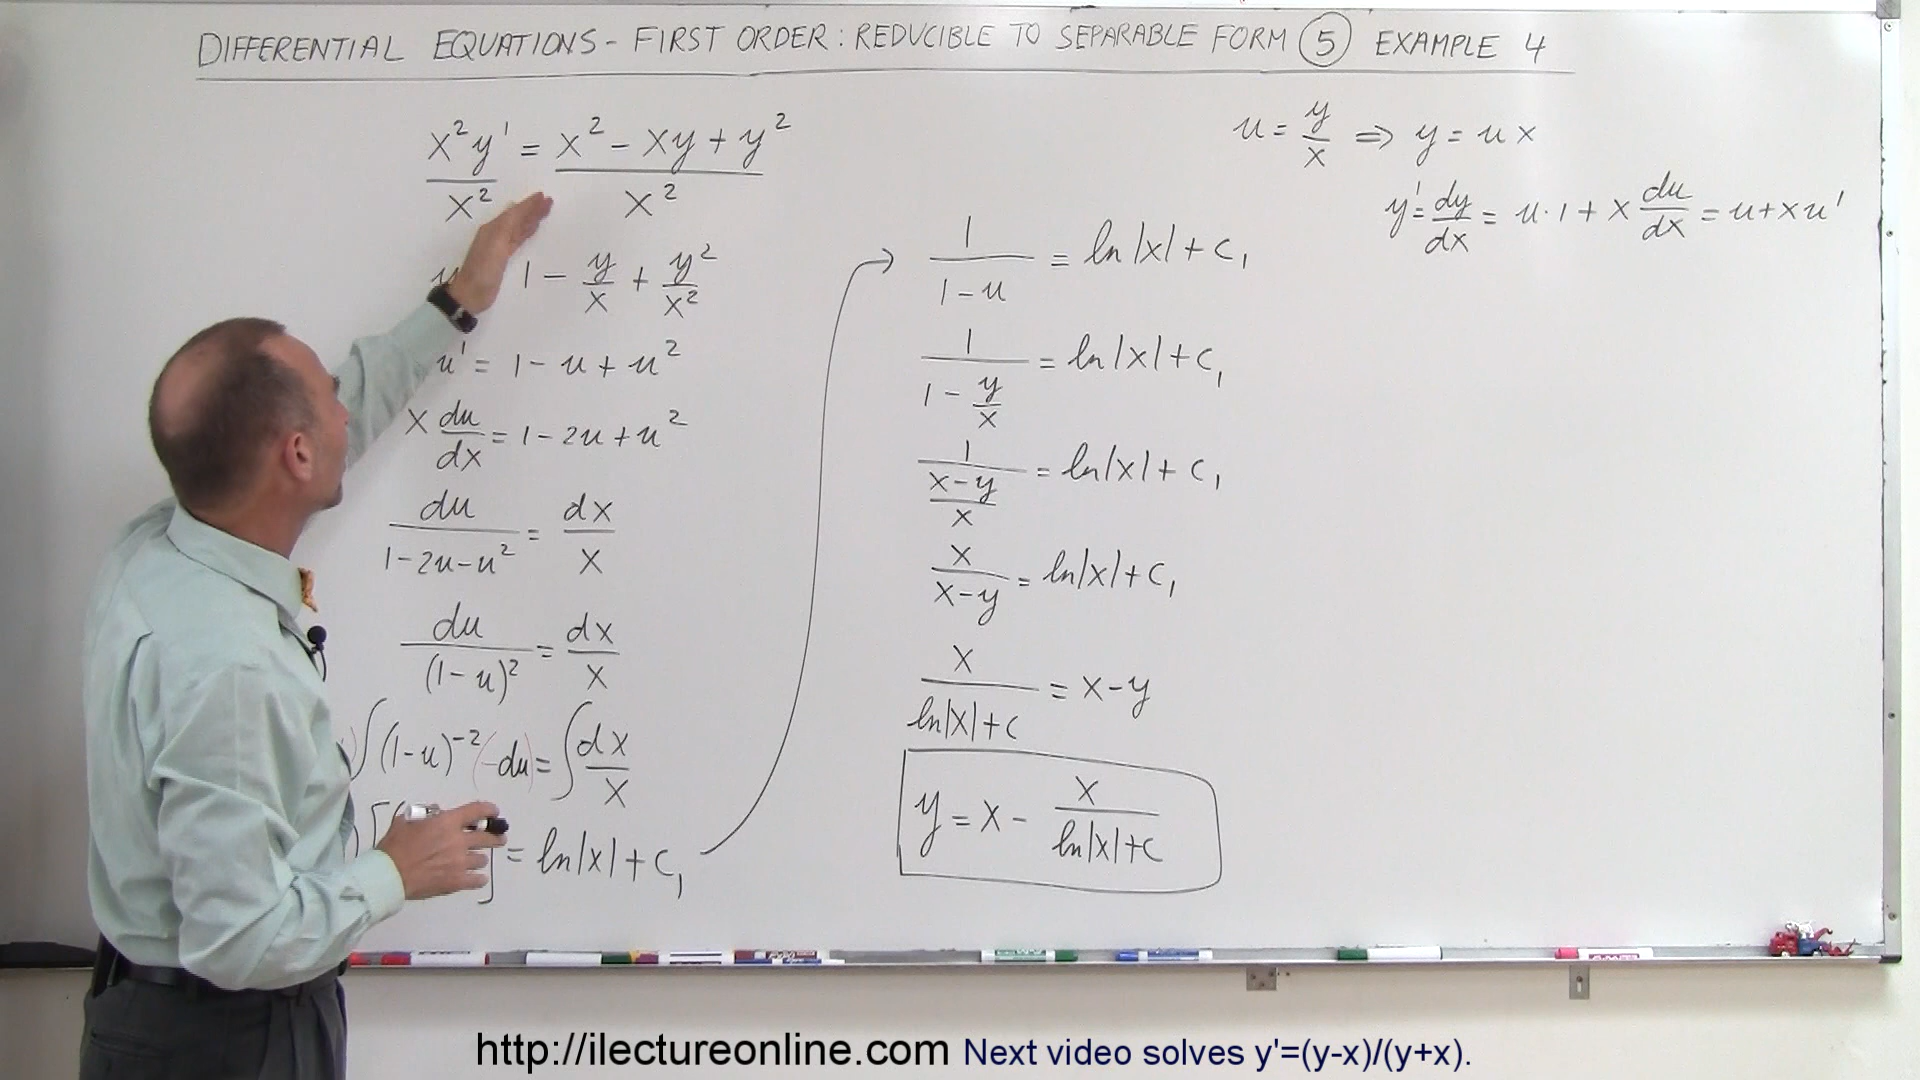 DIFFERENTIAL EQUATIONS - FIRST ORDER: REDUCIBLE TO SEPARABLE FORM (5) EXAMPLE 4
x²y' / x² = (x² - xy + y²) / x²
1 - y/x + y²/x²
u' = 1 - u + u²
x du/dx = 1 - 2u + u²
du / (1 - 2u - u²) = dx/x
du / (1 - u)² = dx/x
∫(1-u)⁻² (-du) = ∫ dx/x
= ln|x| + C₁
1 / (1 - u) = ln|x| + C₁
1 / (1 - y/x) = ln|x| + C₁
1 / ((x - y)/x) = ln|x| + C₁
x / (x - y) = ln|x| + C₁
x / (ln|x| + C) = x - y
y = x - x / (ln|x| + C)
u = y/x ⇒ y = ux
y' = dy/dx = u·1 + x du/dx = u + xu'
http://ilectureonline.com Next video solves y'=(y-x)/(y+x).